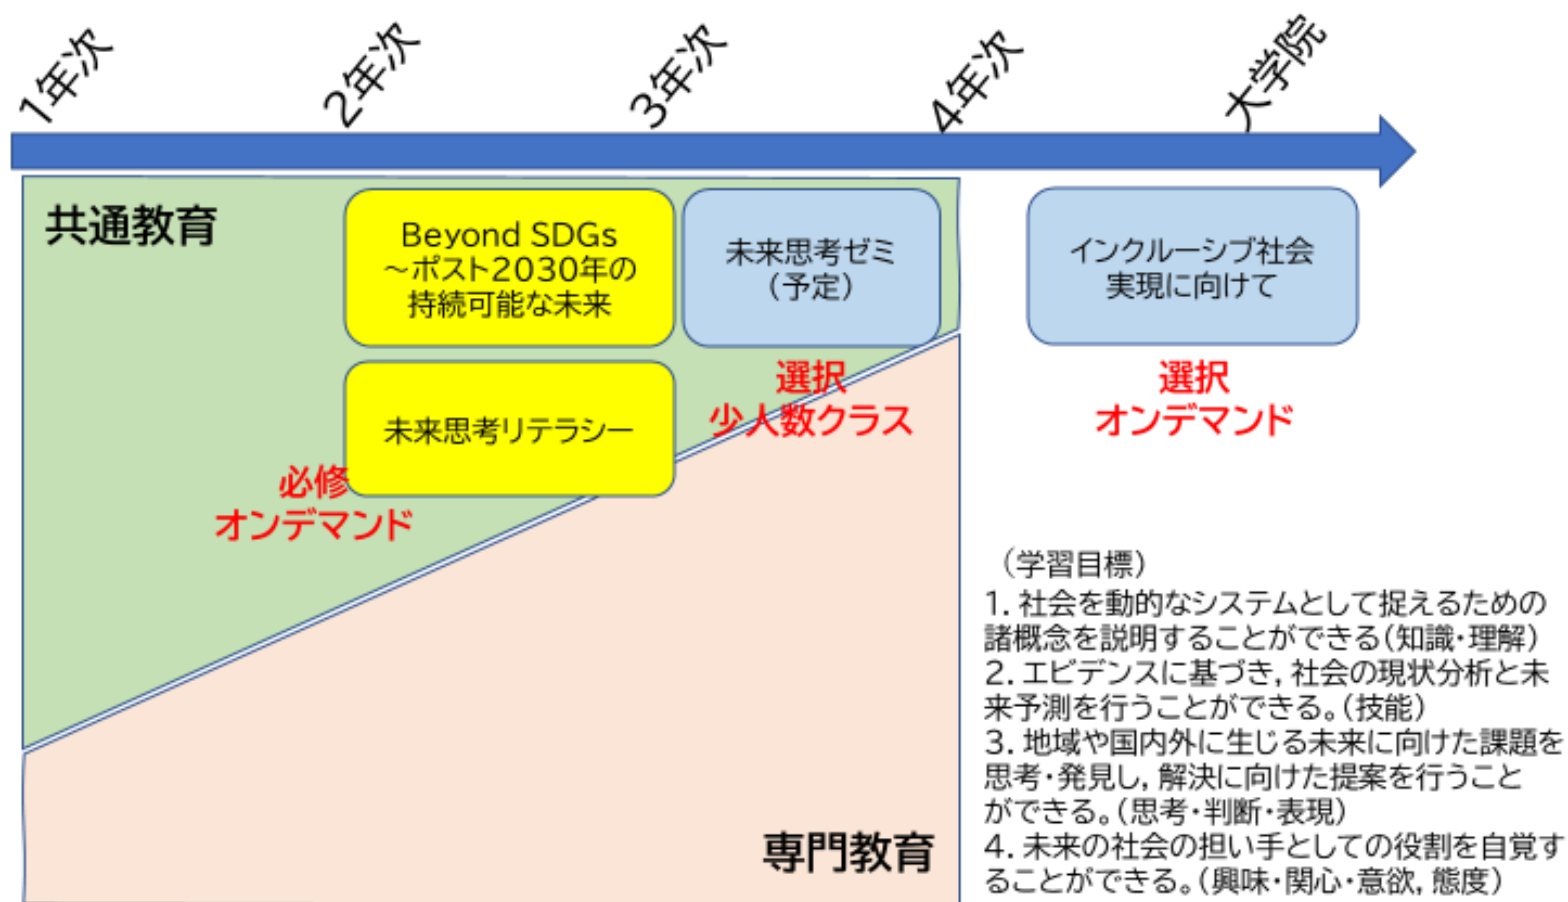 1年次
2年次
3年次
4年次
大学院
共通教育
Beyond SDGs
～ポスト2030年の
持続可能な未来
未来思考ゼミ
（予定）
インクルーシブ社会
実現に向けて
未来思考リテラシー
選択
少人数クラス
選択
オンデマンド
必修
オンデマンド
（学習目標）
1. 社会を動的なシステムとして捉えるための
諸概念を説明することができる（知識・理解）
2. エビデンスに基づき, 社会の現状分析と未
来予測を行うことができる。（技能）
3. 地域や国内外に生じる未来に向けた課題を
思考・発見し, 解決に向けた提案を行うこと
ができる。（思考・判断・表現）
4. 未来の社会の担い手としての役割を自覚す
ることができる。（興味・関心・意欲, 態度）
専門教育